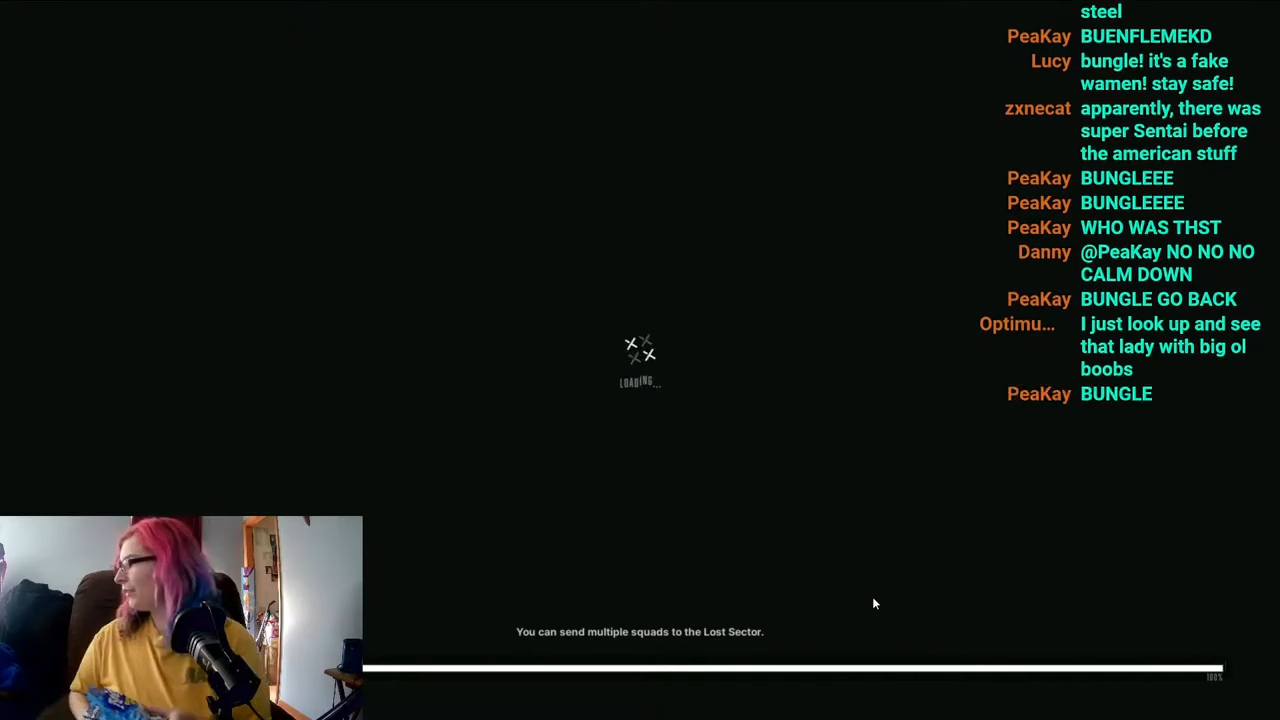 steel
PeaKay BUENFLEMEKD
Lucy bungle! it's a fake
wamen! stay safe!
zxnecat apparently, there was
super Sentai before
the american stuff
PeaKay BUNGLEEE
PeaKay BUNGLEEEE
PeaKay WHO WAS THST
Danny @PeaKay NO NO NO
CALM DOWN
PeaKay BUNGLE GO BACK
Optimu... I just look up and see
that lady with big ol
boobs
PeaKay BUNGLE
LOADING...
You can send multiple squads to the Lost Sector.
100%